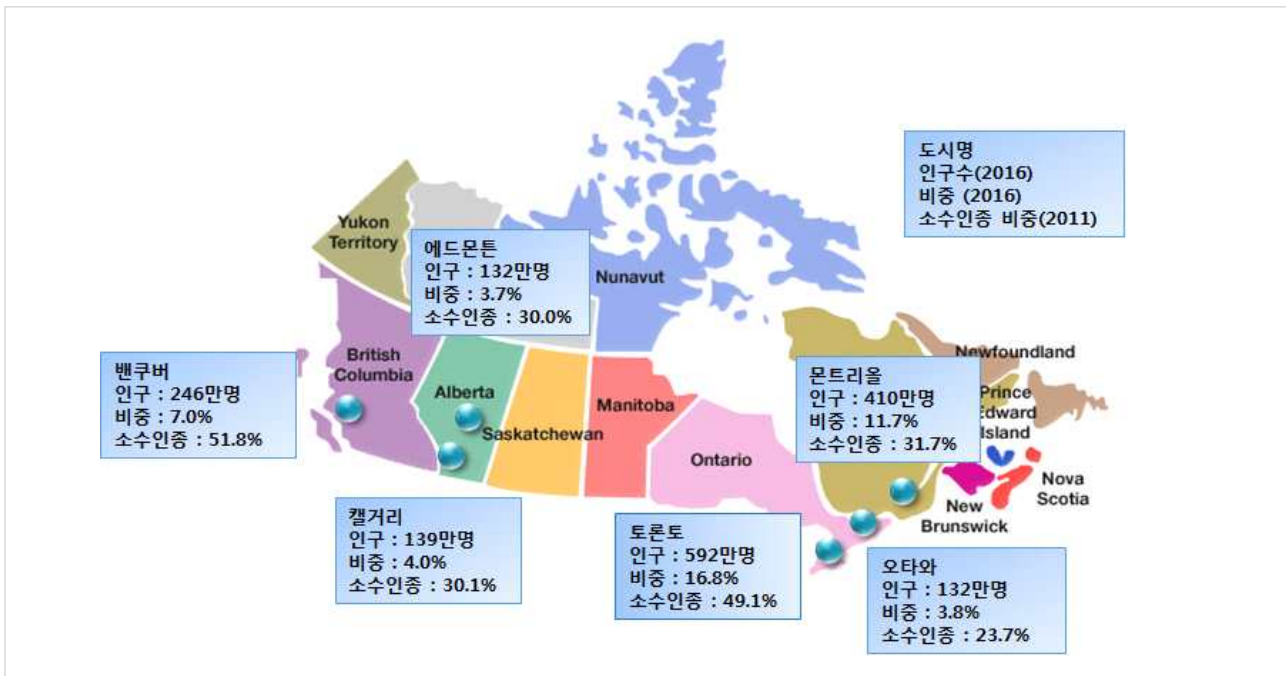 도시명
인구수(2016)
비중 (2016)
소수인종 비중(2011)
Yukon
Territory
에드몬튼
인구 : 132만명
비중 : 3.7%
소수인종 : 30.0%
Nunavut
밴쿠버
인구 : 246만명
비중 : 7.0%
소수인종 : 51.8%
British
Columbia
Alberta
Saskatchewan
Manitoba
Ontario
몬트리올
인구 : 410만명
비중 : 11.7%
소수인종 : 31.7%
Newfoundland
Prince
Edward
Island
Nova
Scotia
New
Brunswick
캘거리
인구 : 139만명
비중 : 4.0%
소수인종 : 30.1%
토론토
인구 : 592만명
비중 : 16.8%
소수인종 : 49.1%
오타와
인구 : 132만명
비중 : 3.8%
소수인종 : 23.7%